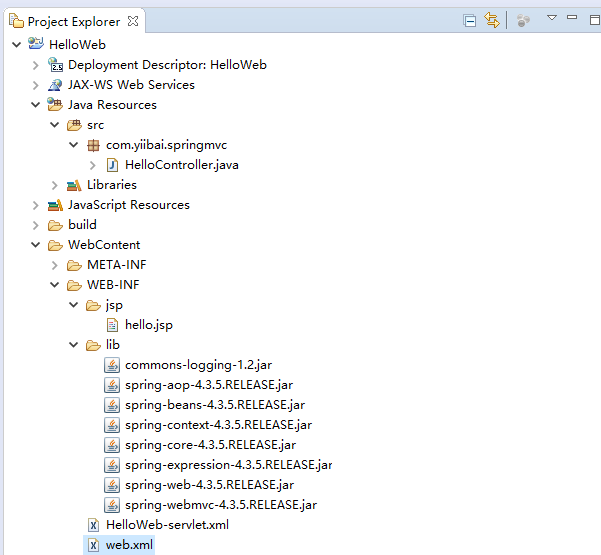 Project Explorer
HelloWeb
2.5 Deployment Descriptor: HelloWeb
JAX-WS Web Services
Java Resources
src
com.yiibai.springmvc
J HelloController.java
Libraries
JavaScript Resources
build
WebContent
META-INF
WEB-INF
jsp
hello.jsp
lib
commons-logging-1.2.jar
spring-aop-4.3.5.RELEASE.jar
spring-beans-4.3.5.RELEASE.jar
spring-context-4.3.5.RELEASE.jar
spring-core-4.3.5.RELEASE.jar
spring-expression-4.3.5.RELEASE.jar
spring-web-4.3.5.RELEASE.jar
spring-webmvc-4.3.5.RELEASE.jar
X HelloWeb-servlet.xml
X web.xml